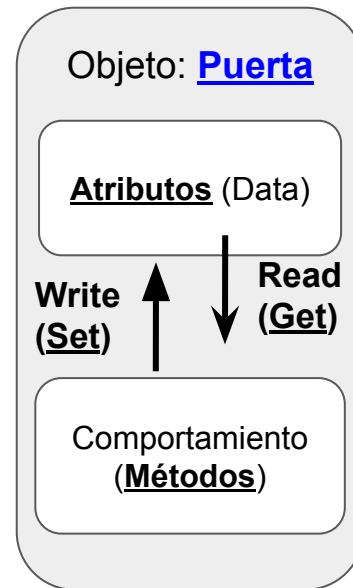 Objeto: Puerta
Atributos (Data)
Write
(Set)
Read
(Get)
Comportamiento
(Métodos)